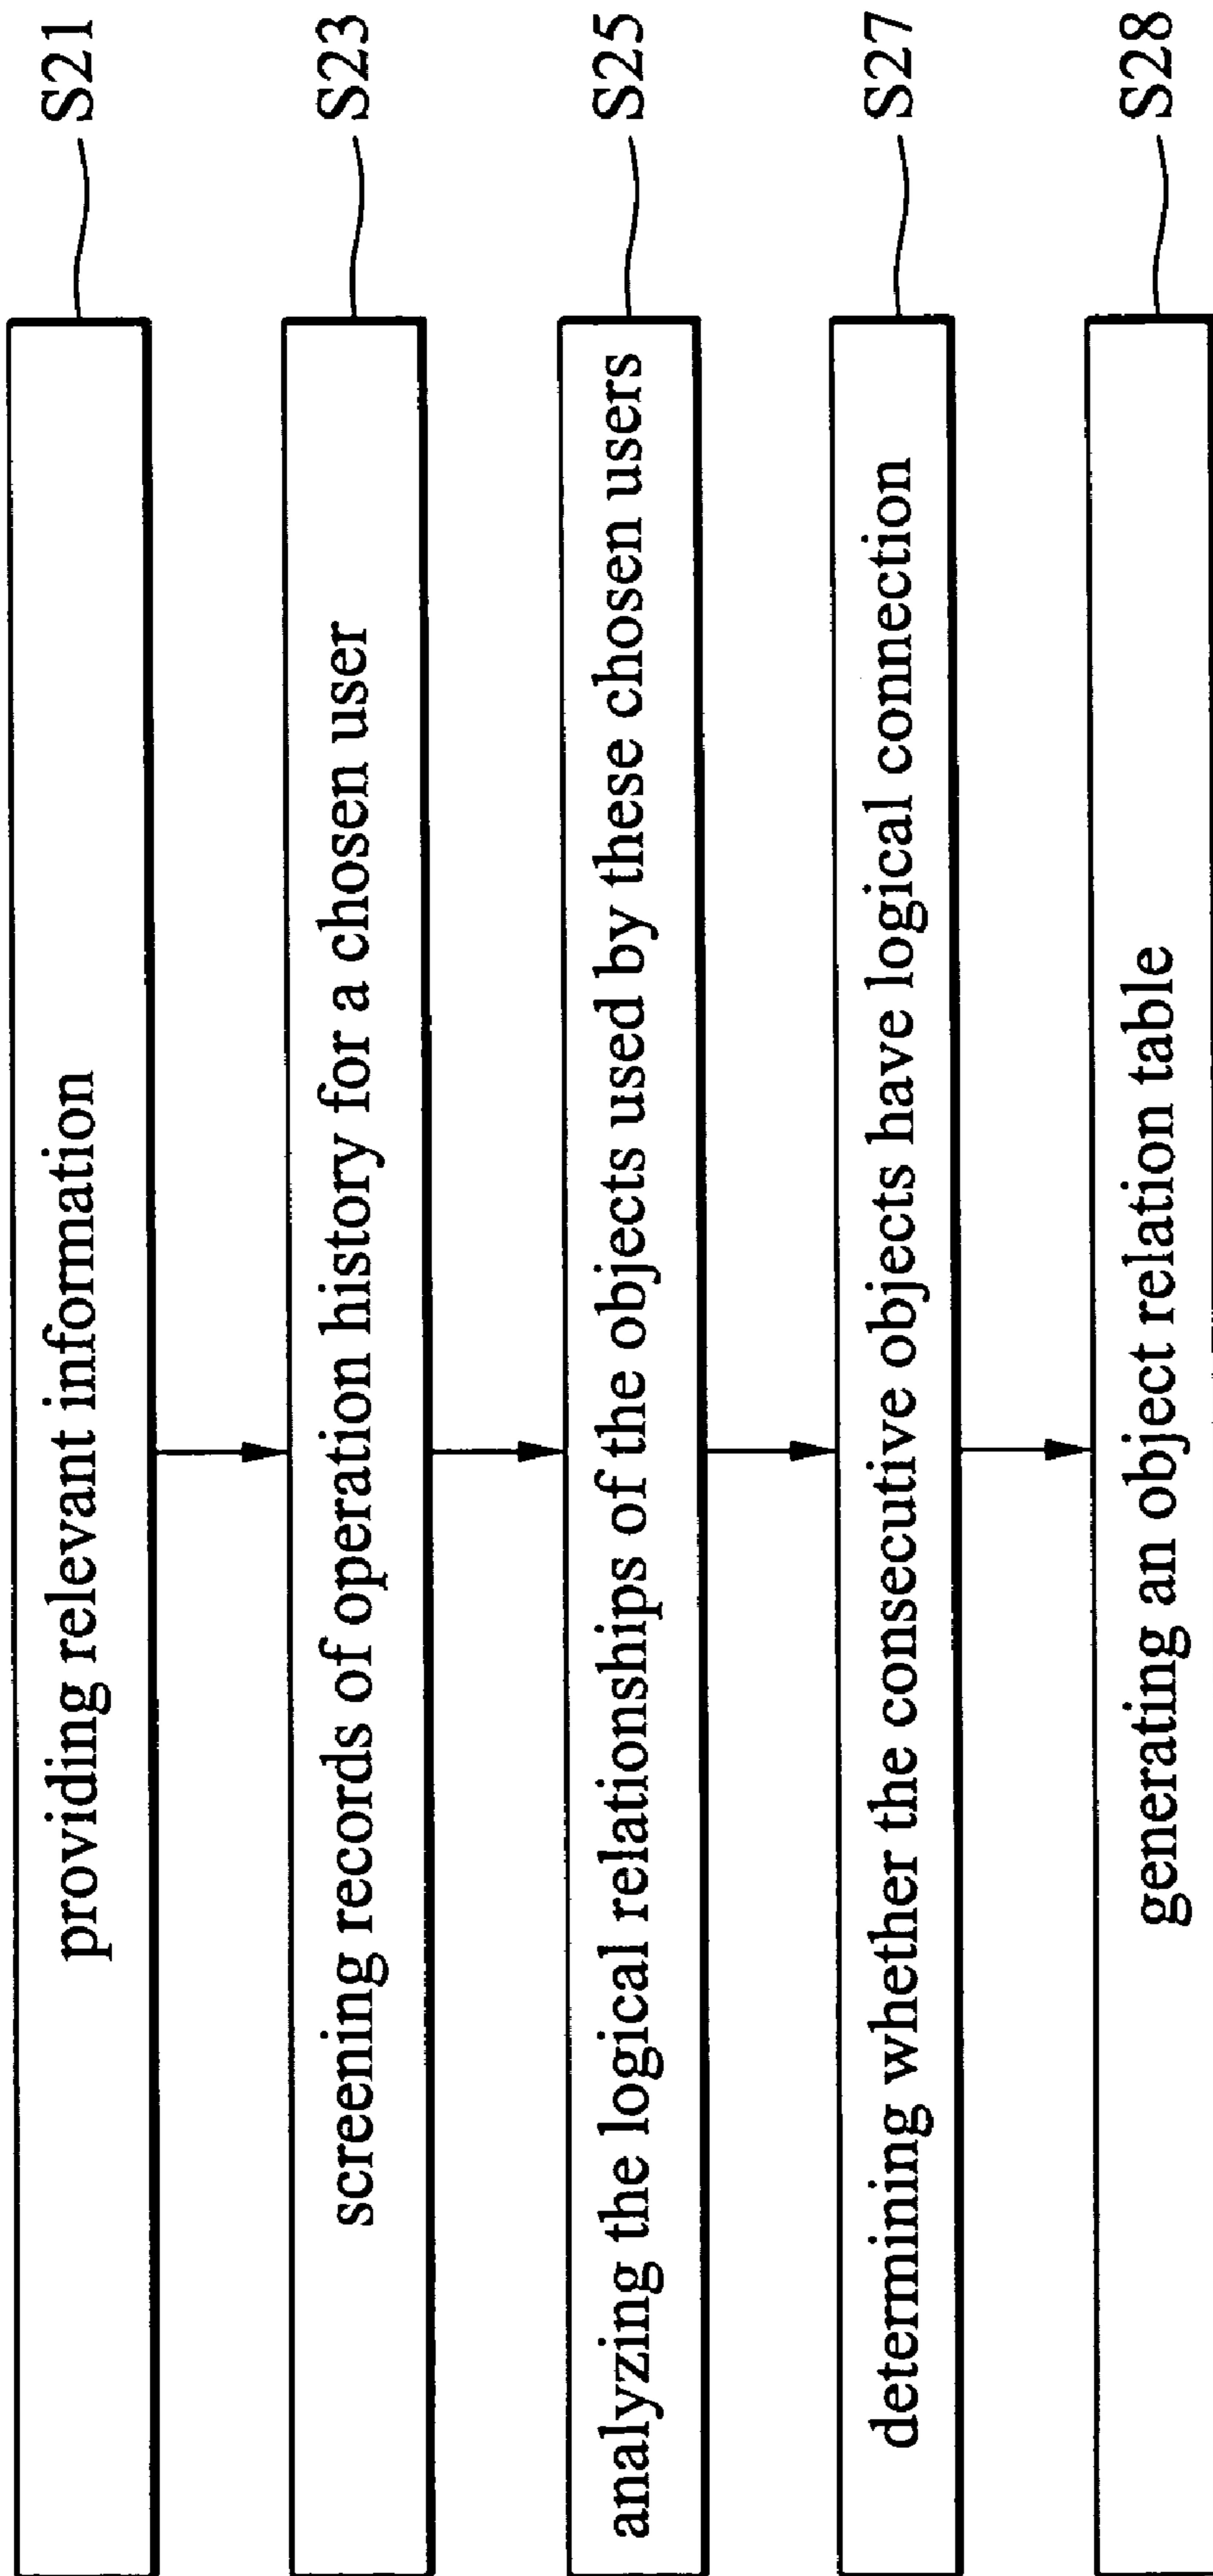 providing relevant information
S21
screening records of operation history for a chosen user
S23
analyzing the logical relationships of the objects used by these chosen users
S25
determining whether the consecutive objects have logical connection
S27
generating an object relation table
S28